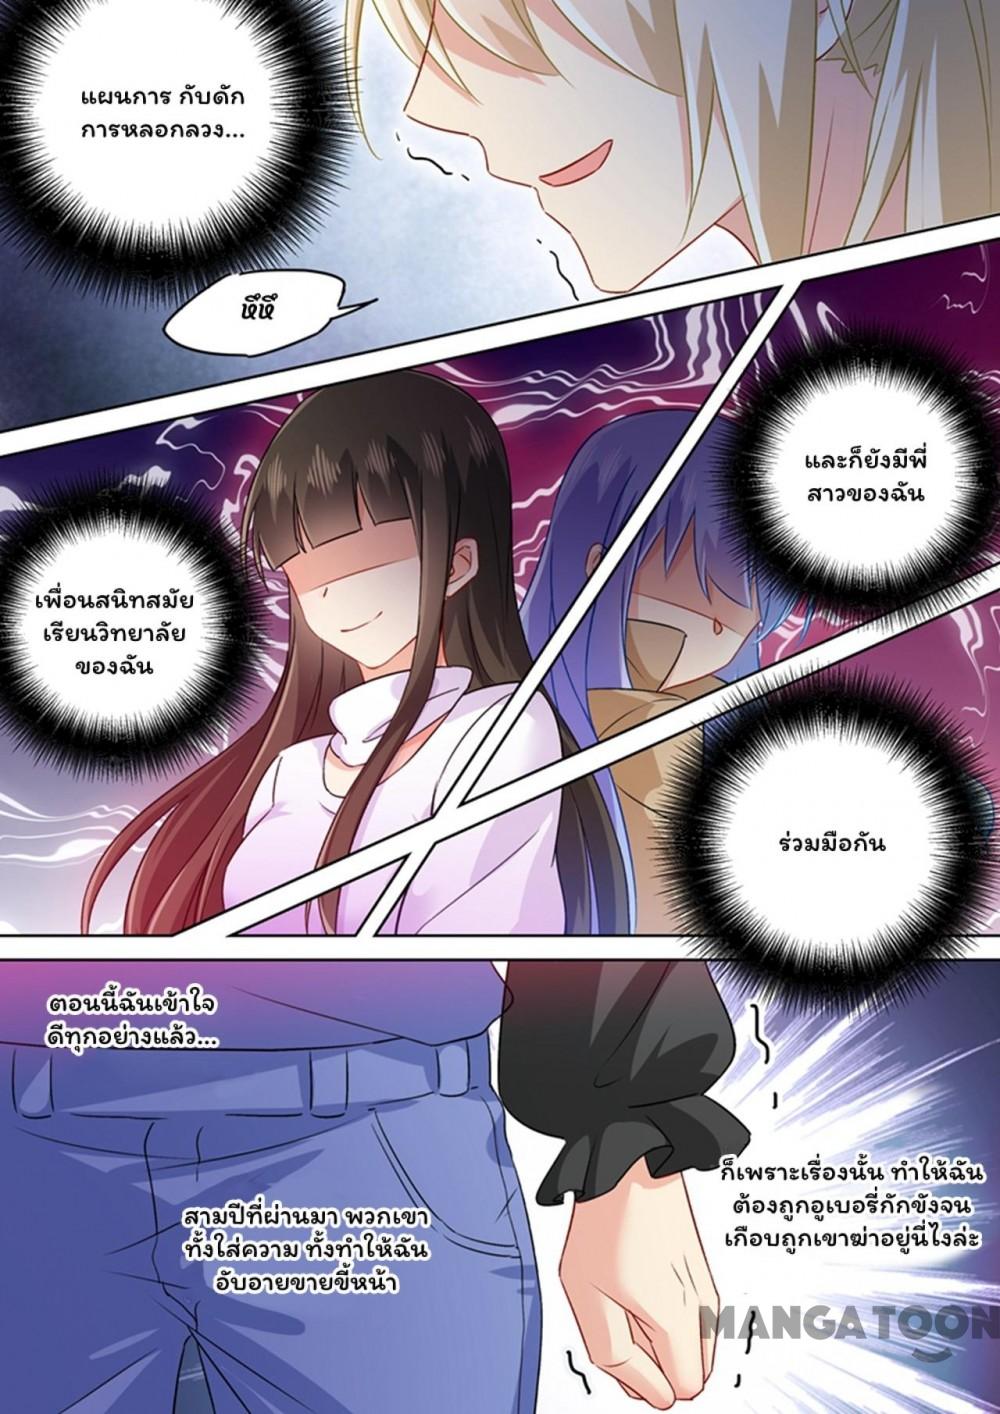 แผนการ กับดัก
การหลอกลวง...
หึหึ
และก็ยังมีพี่
สาวของฉัน
เพื่อนสนิทสมัย
เรียนวิทยาลัย
ของฉัน
ร่วมมือกัน
ตอนนี้ฉันเข้าใจ
ดีทุกอย่างแล้ว...
ก็เพราะเรื่องนั้น ทำให้ฉัน
ต้องถูกอูเบอรี่กักขังจน
เกือบถูกเขาฆ่าอยู่นี่ไงล่ะ
สามปีที่ผ่านมา พวกเขา
ทั้งใส่ความ ทั้งทำให้ฉัน
อับอายขายขี้หน้า
MANGATOON